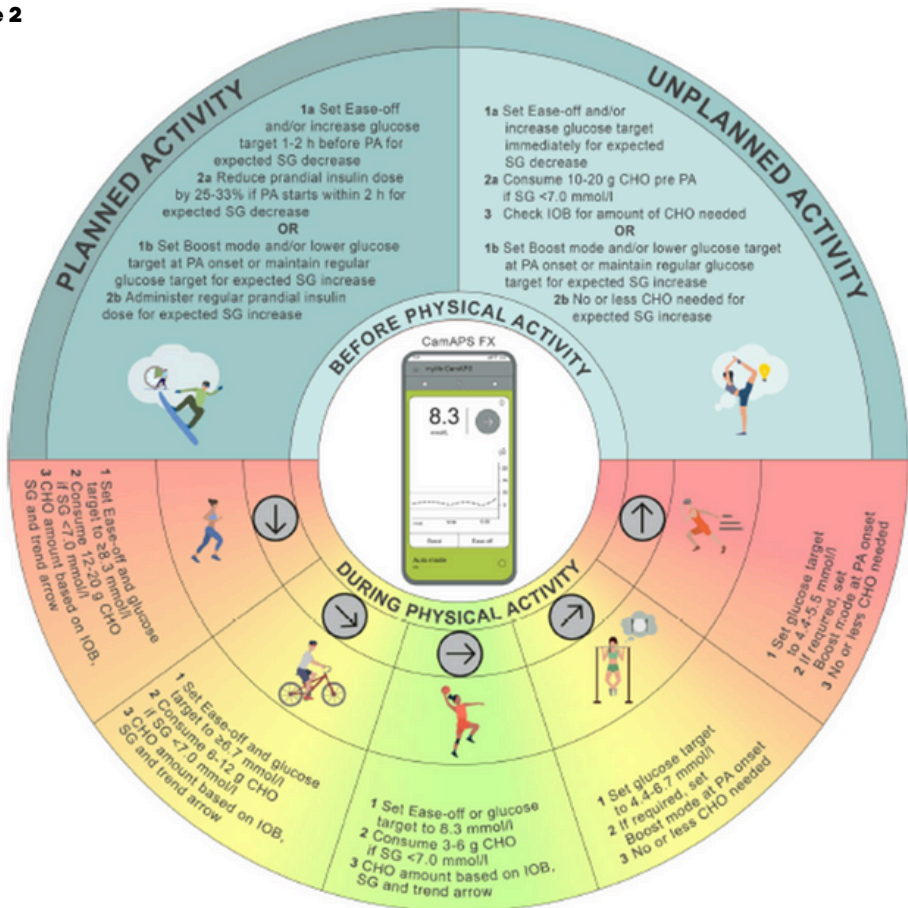 e 2
PLANNED ACTIVITY
1a Set Ease-off
and/or increase glucose
target 1-2 h before PA for
expected SG decrease
2a Reduce prandial insulin dose
by 25-33% if PA starts within 2 h for
expected SG decrease
OR
1b Set Boost mode and/or lower glucose
target at PA onset or maintain regular
glucose target for expected SG increase
2b Administer regular prandial insulin
dose for expected SG increase
UNPLANNED ACTIVITY
1a Set Ease-off and/or
increase glucose target
immediately for expected
SG decrease
2a Consume 10-20 g CHO pre PA
if SG <7.0 mmol/l
3 Check IOB for amount of CHO needed
OR
1b Set Boost mode and/or lower glucose target
at PA onset or maintain regular glucose
target for expected SG increase
2b No or less CHO needed for
expected SG increase
BEFORE PHYSICAL ACTIVITY
CamAPS FX
mylife CamAPS
8.3
mmol/L
Boost
Ease-off
Auto mode
DURING PHYSICAL ACTIVITY
1 Set Ease-off and glucose
target to ≥8.3 mmol/l
2 Consume 12-20 g CHO
if SG <7.0 mmol/l
3 CHO amount based on IOB,
SG and trend arrow
1 Set Ease-off and glucose
target to ≥6.7 mmol/l
2 Consume 6-12 g CHO
if SG <7.0 mmol/l
3 CHO amount based on IOB,
SG and trend arrow
1 Set Ease-off or glucose
target to 8.3 mmol/l
2 Consume 3-6 g CHO
if SG <7.0 mmol/l
3 CHO amount based on IOB,
SG and trend arrow
1 Set glucose target
to 4.4-6.7 mmol/l
2 If required, set
Boost mode at PA onset
3 No or less CHO needed
1 Set glucose target
to 4.4-5.5 mmol/l
2 If required, set
Boost mode at PA onset
3 No or less CHO needed